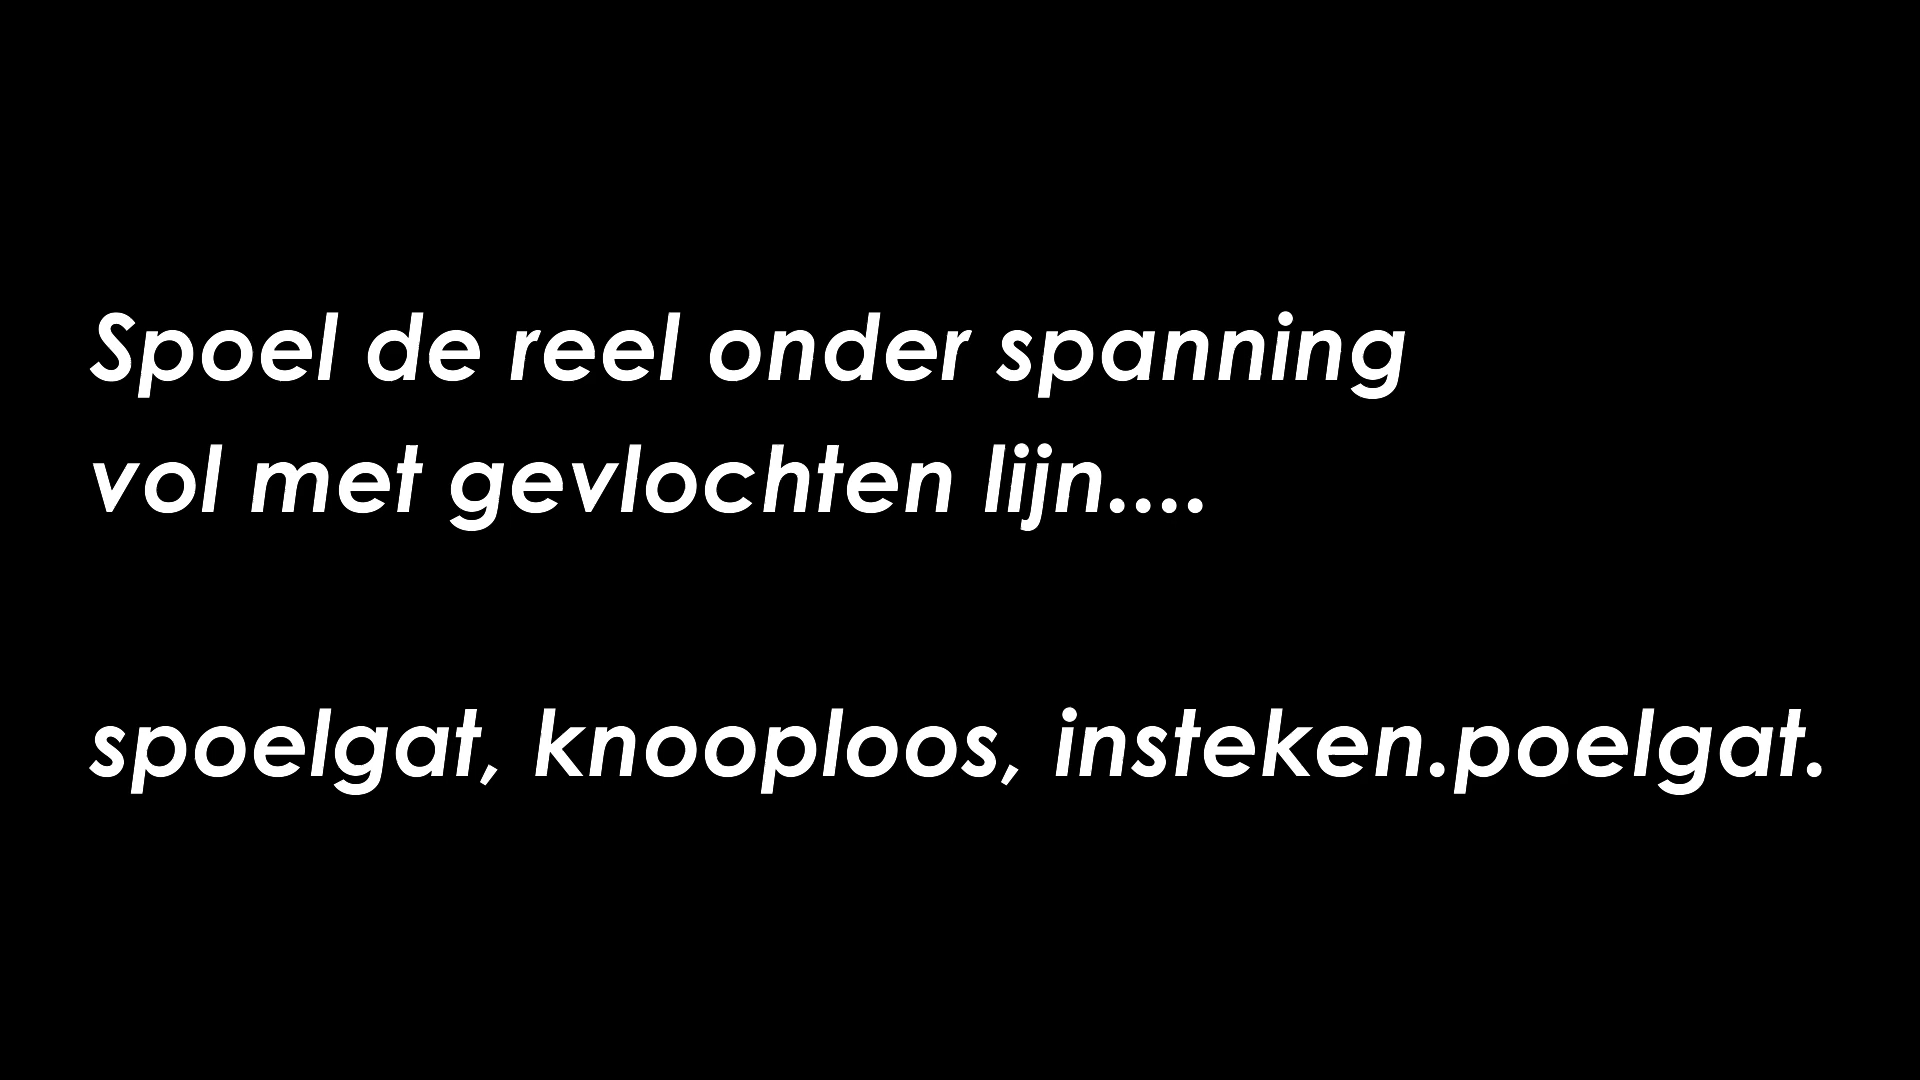 Spoel de reel onder spanning
vol met gevlochten lijn....
spoelgat, knooploos, insteken.poelgat.